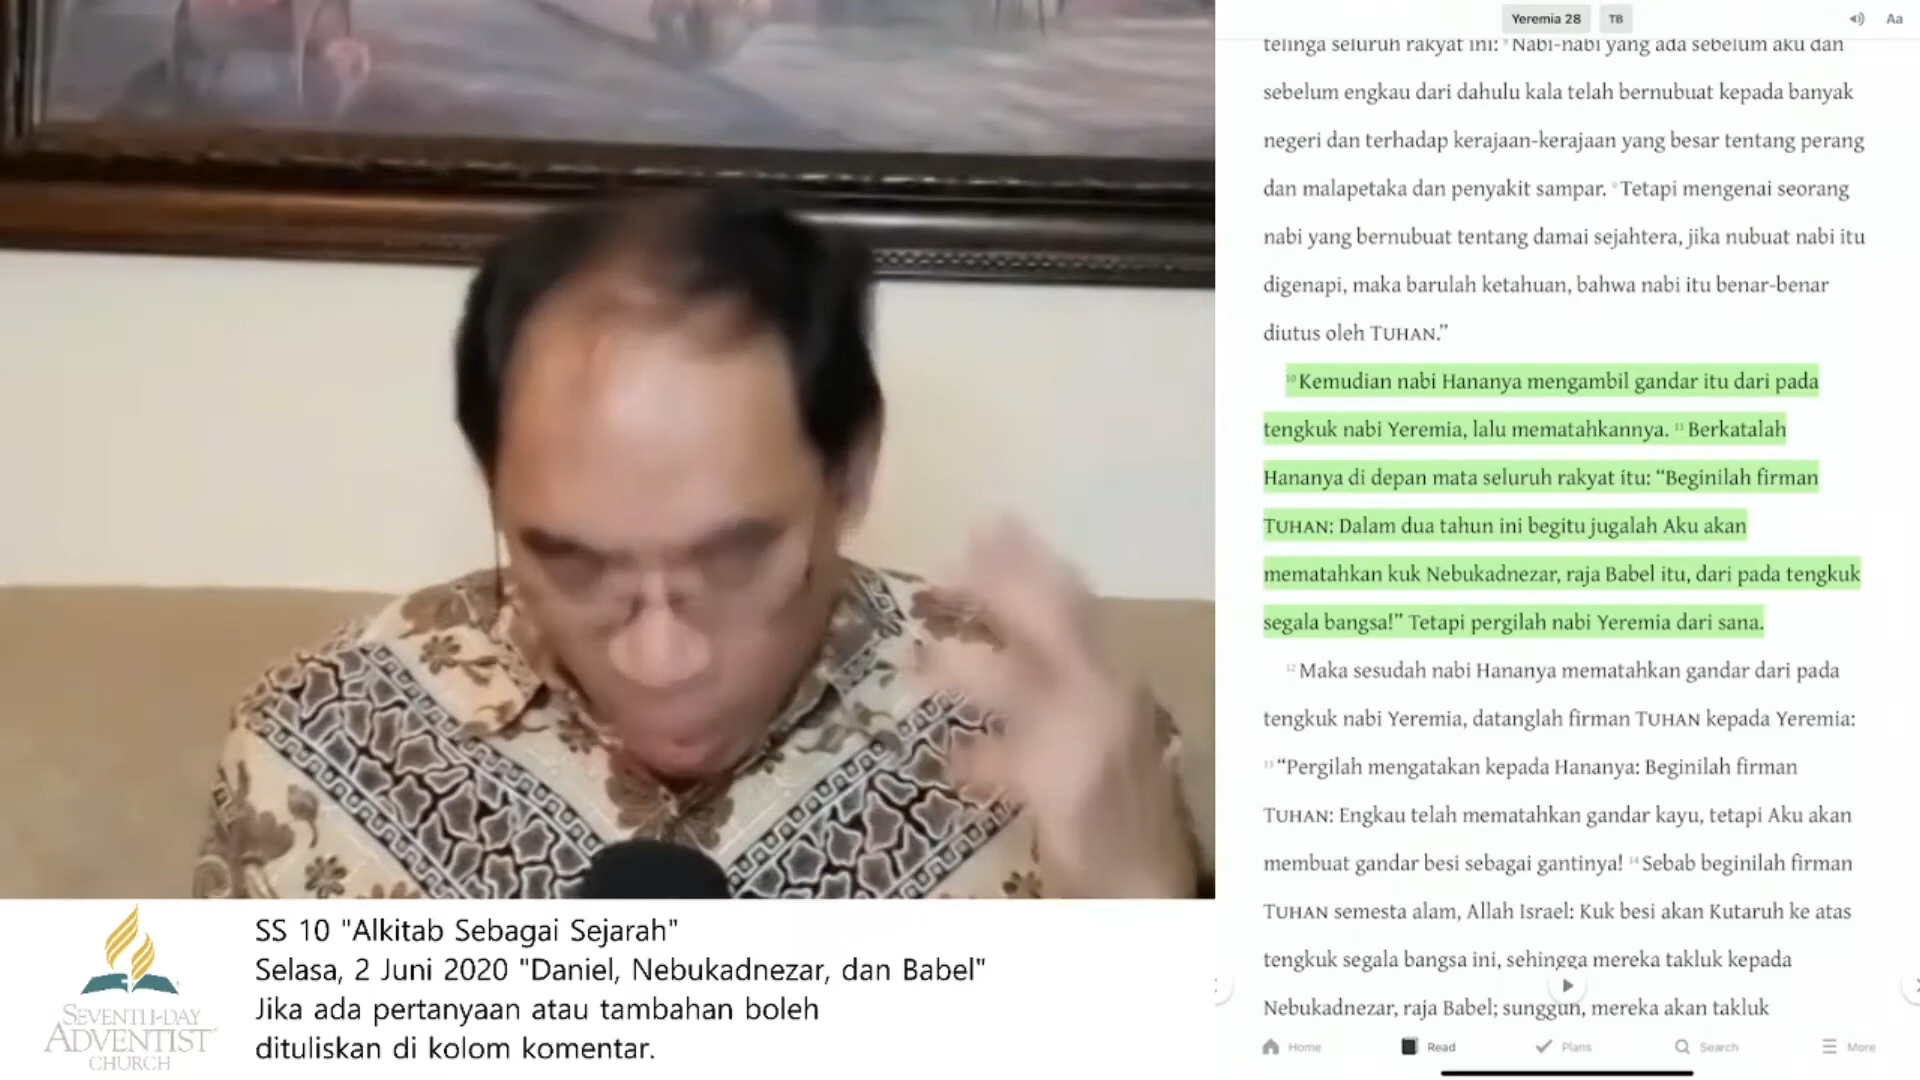 Yeremia 28 TB
Aa
telinga seluruh rakyat ini: 8 Nabi-nabi yang ada sebelum aku dan
sebelum engkau dari dahulu kala telah bernubuat kepada banyak
negeri dan terhadap kerajaan-kerajaan yang besar tentang perang
dan malapetaka dan penyakit sampar. 9 Tetapi mengenai seorang
nabi yang bernubuat tentang damai sejahtera, jika nubuat nabi itu
digenapi, maka barulah ketahuan, bahwa nabi itu benar-benar
diutus oleh TUHAN.”
10 Kemudian nabi Hananya mengambil gandar itu dari pada
tengkuk nabi Yeremia, lalu mematahkannya. 11 Berkatalah
Hananya di depan mata seluruh rakyat itu: “Beginilah firman
TUHAN: Dalam dua tahun ini begitu jugalah Aku akan
mematahkan kuk Nebukadnezar, raja Babel itu, dari pada tengkuk
segala bangsa!” Tetapi pergilah nabi Yeremia dari sana.
12 Maka sesudah nabi Hananya mematahkan gandar dari pada
tengkuk nabi Yeremia, datanglah firman TUHAN kepada Yeremia:
13 “Pergilah mengatakan kepada Hananya: Beginilah firman
TUHAN: Engkau telah mematahkan gandar kayu, tetapi Aku akan
membuat gandar besi sebagai gantinya! 14 Sebab beginilah firman
TUHAN semesta alam, Allah Israel: Kuk besi akan Kutaruh ke atas
tengkuk segala bangsa ini, sehingga mereka takluk kepada
Nebukadnezar, raja Babel; sungguh, mereka akan takluk
Home Read Plans Search More
SEVENTH-DAY
ADVENTIST
CHURCH
SS 10 "Alkitab Sebagai Sejarah"
Selasa, 2 Juni 2020 "Daniel, Nebukadnezar, dan Babel"
Jika ada pertanyaan atau tambahan boleh
dituliskan di kolom komentar.